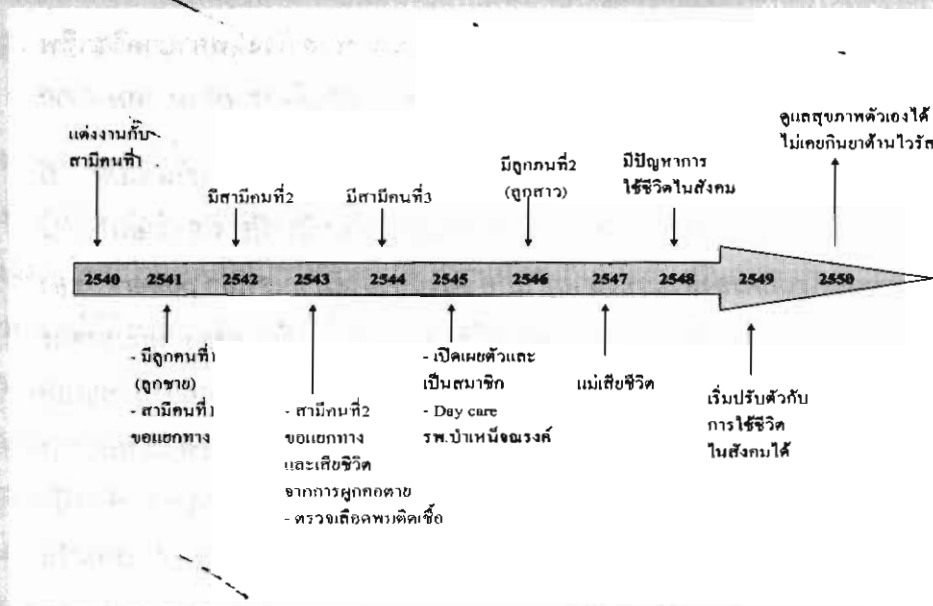 แต่งงานกับ
สามีคนที่1
มีสามีคนที่2
มีสามีคนที่3
มีลูกคนที่2
(ลูกสาว)
มีปัญหาการ
ใช้ชีวิตในสังคม
ดูแลสุขภาพตัวเองได้
ไม่เคยกินยาต้านไวรัส
2540 2541 2542 2543 2544 2545 2546 2547 2548 2549 2550
- มีลูกคนที่1
(ลูกชาย)
- สามีคนที่1
ขอแยกทาง
- สามีคนที่2
ขอแยกทาง
และเสียชีวิต
จากการผูกคอตาย
- ตรวจเลือดพบติดเชื้อ
- เปิดเผยตัวและ
เป็นสมาชิก
- Day care
รพ.บำเหน็จณรงค์
แม่เสียชีวิต
เริ่มปรับตัวกับ
การใช้ชีวิต
ในสังคมได้